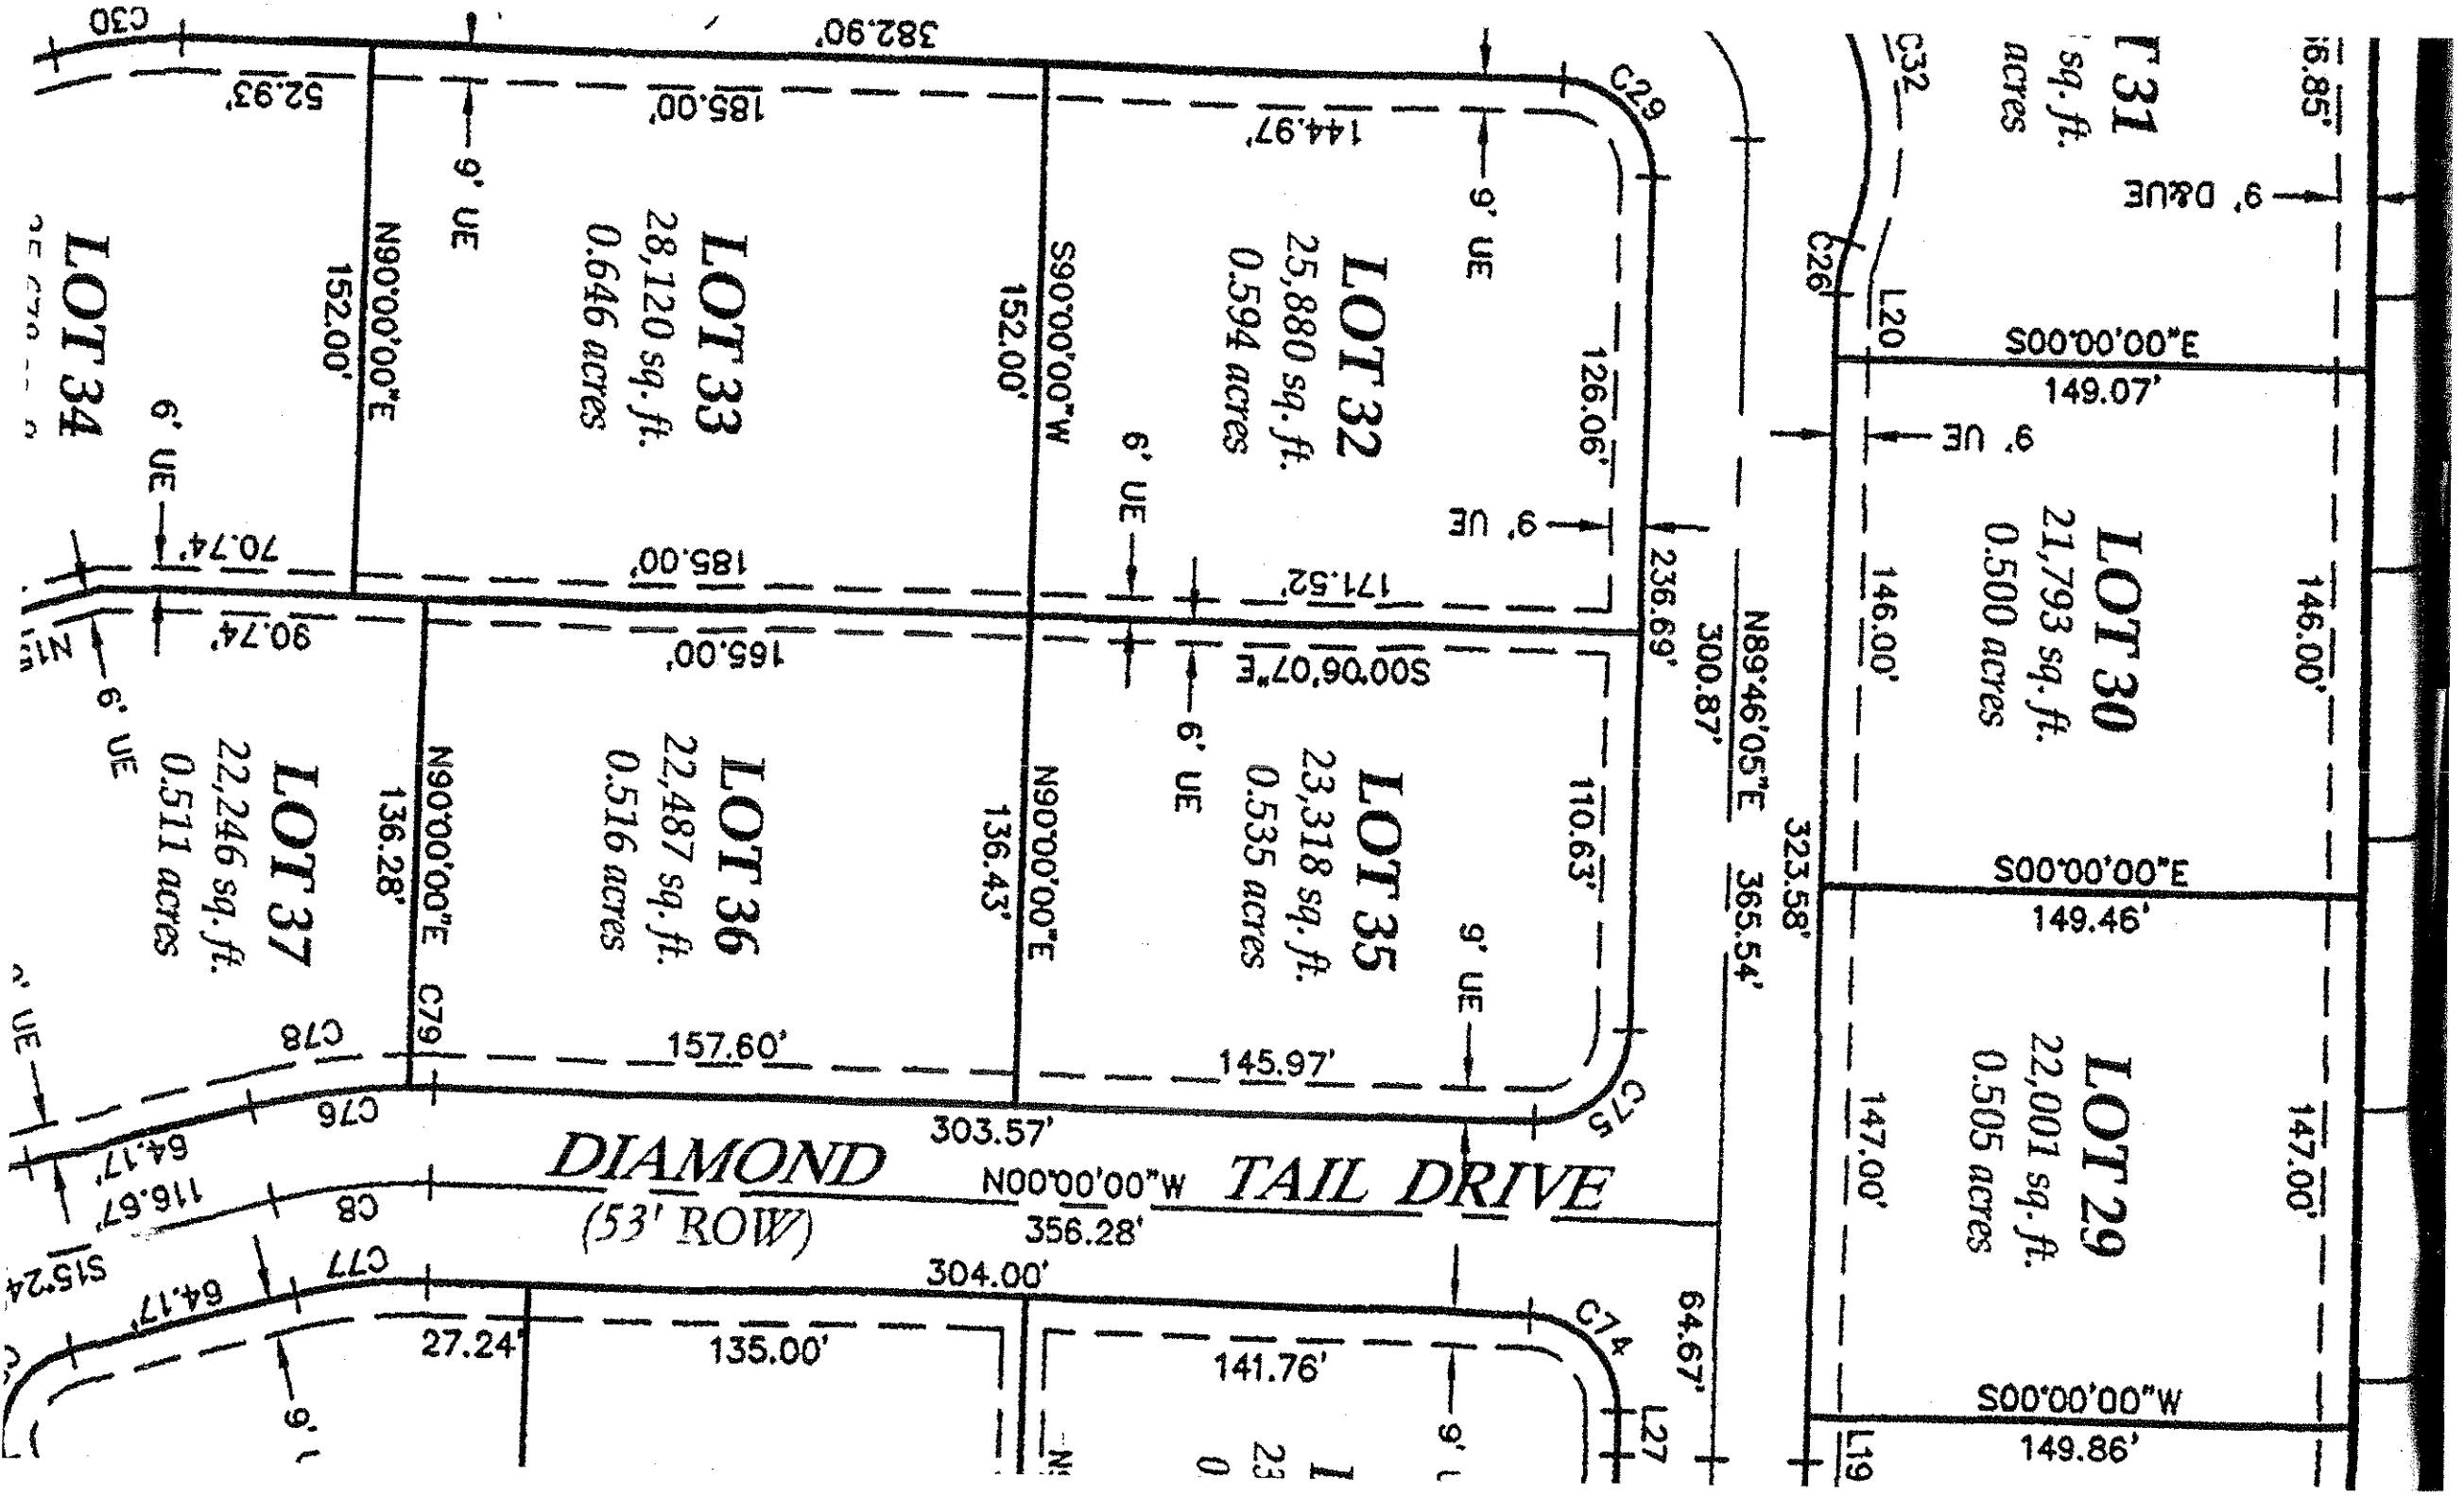 C30
382.90'
C29
C32
T 31
sq. ft.
acres
6.85'
52.93'
185.00'
144.97'
9' UE
9' UE
9' D&UE
LOT 34
N90°00'00"E
152.00'
LOT 33
28,120 sq. ft.
0.646 acres
S90°00'00"W
152.00'
LOT 32
25,880 sq. ft.
0.594 acres
126.06'
C26
L20
S00°00'00"E
149.07'
6' UE
6' UE
9' UE
9' UE
70.74'
185.00'
171.52'
236.69'
90.74'
165.00'
S00°06'07"E
6' UE
6' UE
300.87'
N89°46'05"E 365.54'
323.58'
146.00'
LOT 30
21,793 sq. ft.
0.500 acres
146.00'
LOT 37
22,246 sq. ft.
0.511 acres
N90°00'00"E
136.28'
C79
LOT 36
22,487 sq. ft.
0.516 acres
N90°00'00"E
136.43'
LOT 35
23,318 sq. ft.
0.535 acres
110.63'
S00°00'00"E
149.46'
9' UE
UE
C78
157.60'
145.97'
C75
C76
64.17'
303.57'
DIAMOND TAIL DRIVE
(53' ROW)
N00°00'00"W
356.28'
116.67'
C8
S15°24
C77
64.17'
304.00'
27.24'
135.00'
141.76'
C74
64.67'
L27
9'
9'
147.00'
LOT 29
22,001 sq. ft.
0.505 acres
147.00'
S00°00'00"W
149.86'
L19
23
0